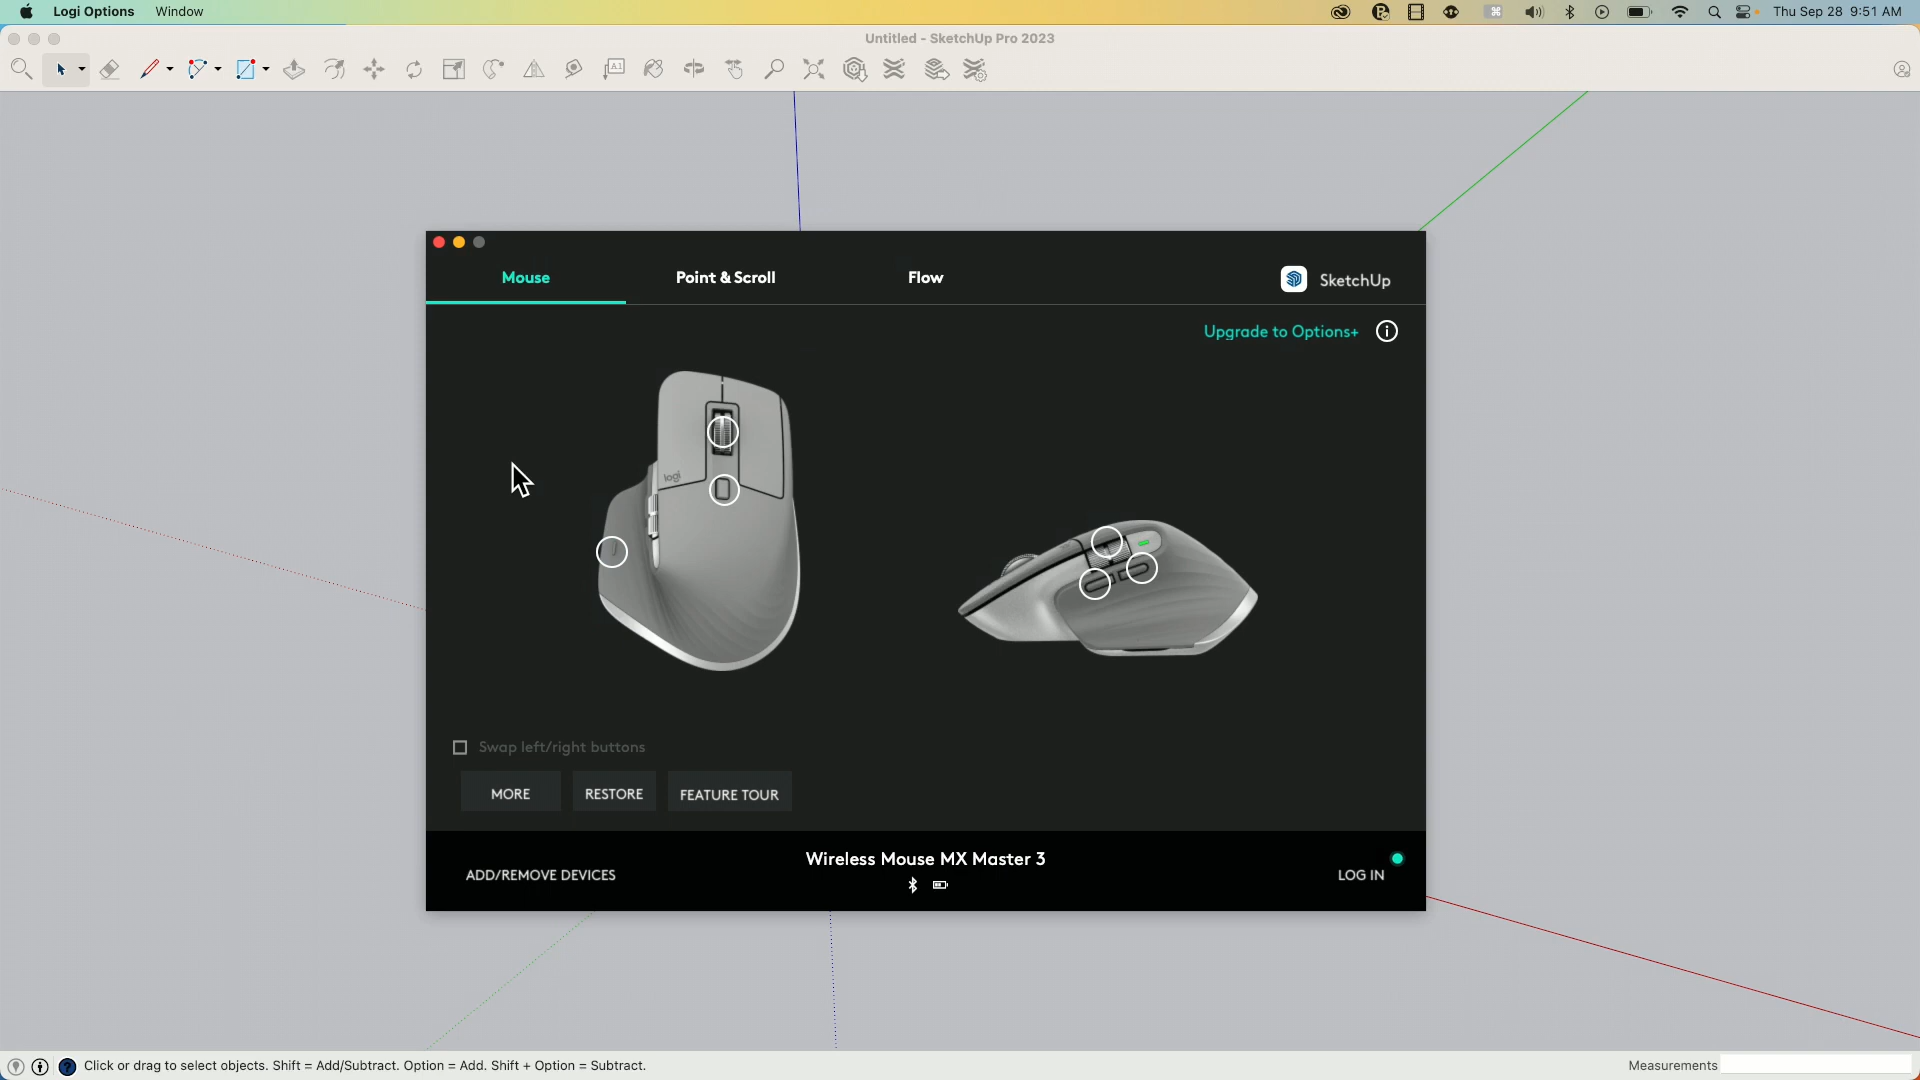 Logi Options Window
Thu Sep 28 9:51 AM
Untitled - SketchUp Pro 2023
A1
Mouse
Point & Scroll
Flow
SketchUp
Upgrade to Options+
logi
Swap left/right buttons
MORE
RESTORE
FEATURE TOUR
Wireless Mouse MX Master 3
ADD/REMOVE DEVICES
LOG IN
Click or drag to select objects. Shift = Add/Subtract. Option = Add. Shift + Option = Subtract.
Measurements